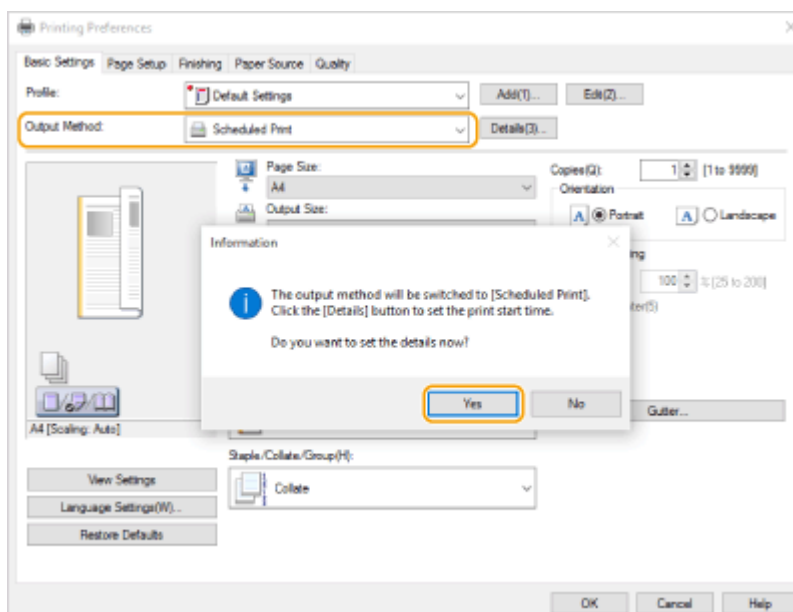 Printing Preferences
Basic Settings Page Setup Finishing Paper Source Quality
Profile: Default Settings Add(1)... Edit(2)...
Output Method: Scheduled Print Details(3)...
Page Size:
A4
Output Size:
Copies(Q): 1 [1 to 9999]
Orientation
A Portrait A Landscape
Information
The output method will be switched to [Scheduled Print].
Click the [Details] button to set the print start time.
Do you want to set the details now?
Yes No
ing
100 % [25 to 200]
ter(5)
Gutter...
A4 [Scaling: Auto]
Staple/Collate/Group(H):
Collate
View Settings
Language Settings(W)...
Restore Defaults
OK Cancel Help